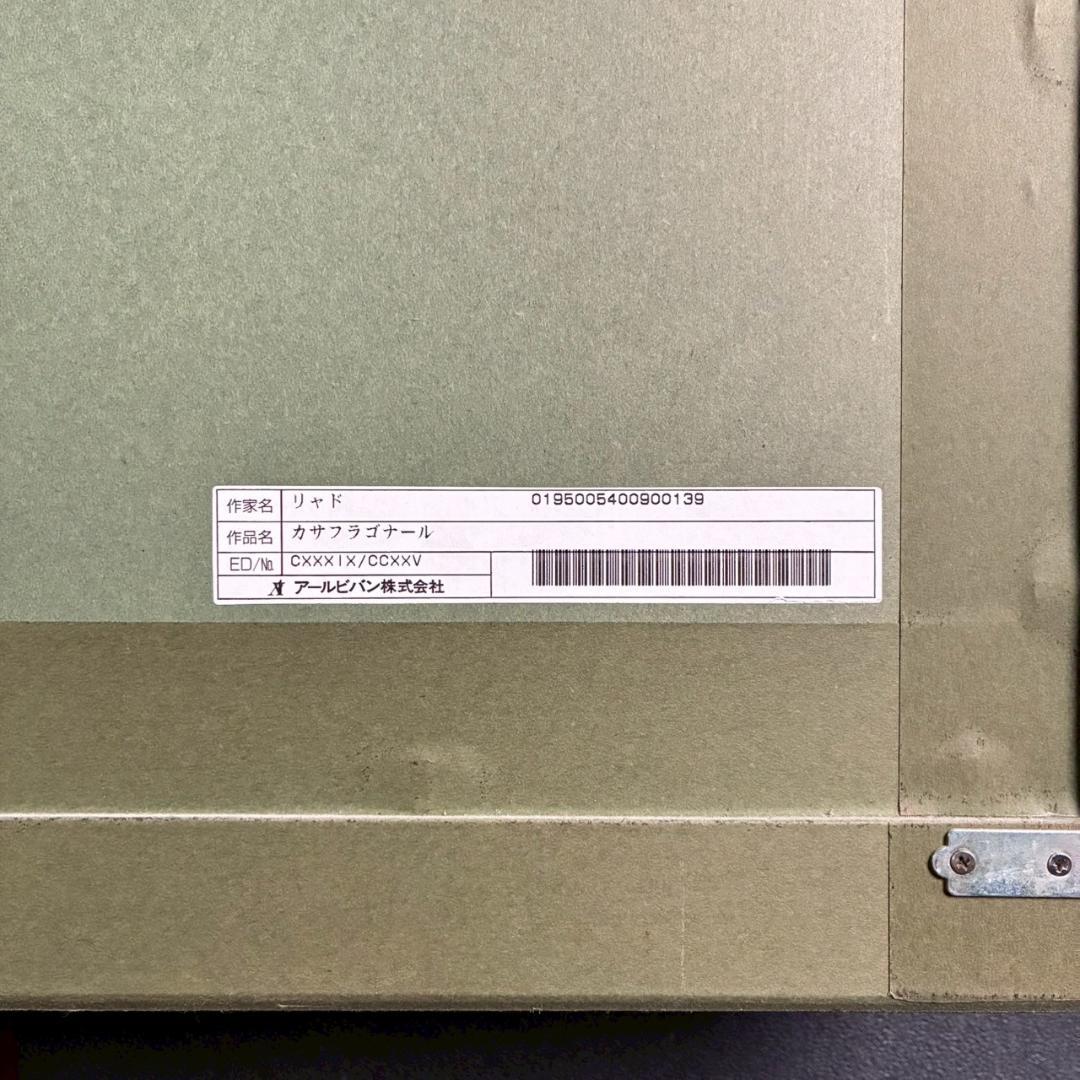 作家名 リャド 0195005400900139
作品名 カサフラゴナール
ED/No. CXXXIX/CCXXV
アールビバン株式会社